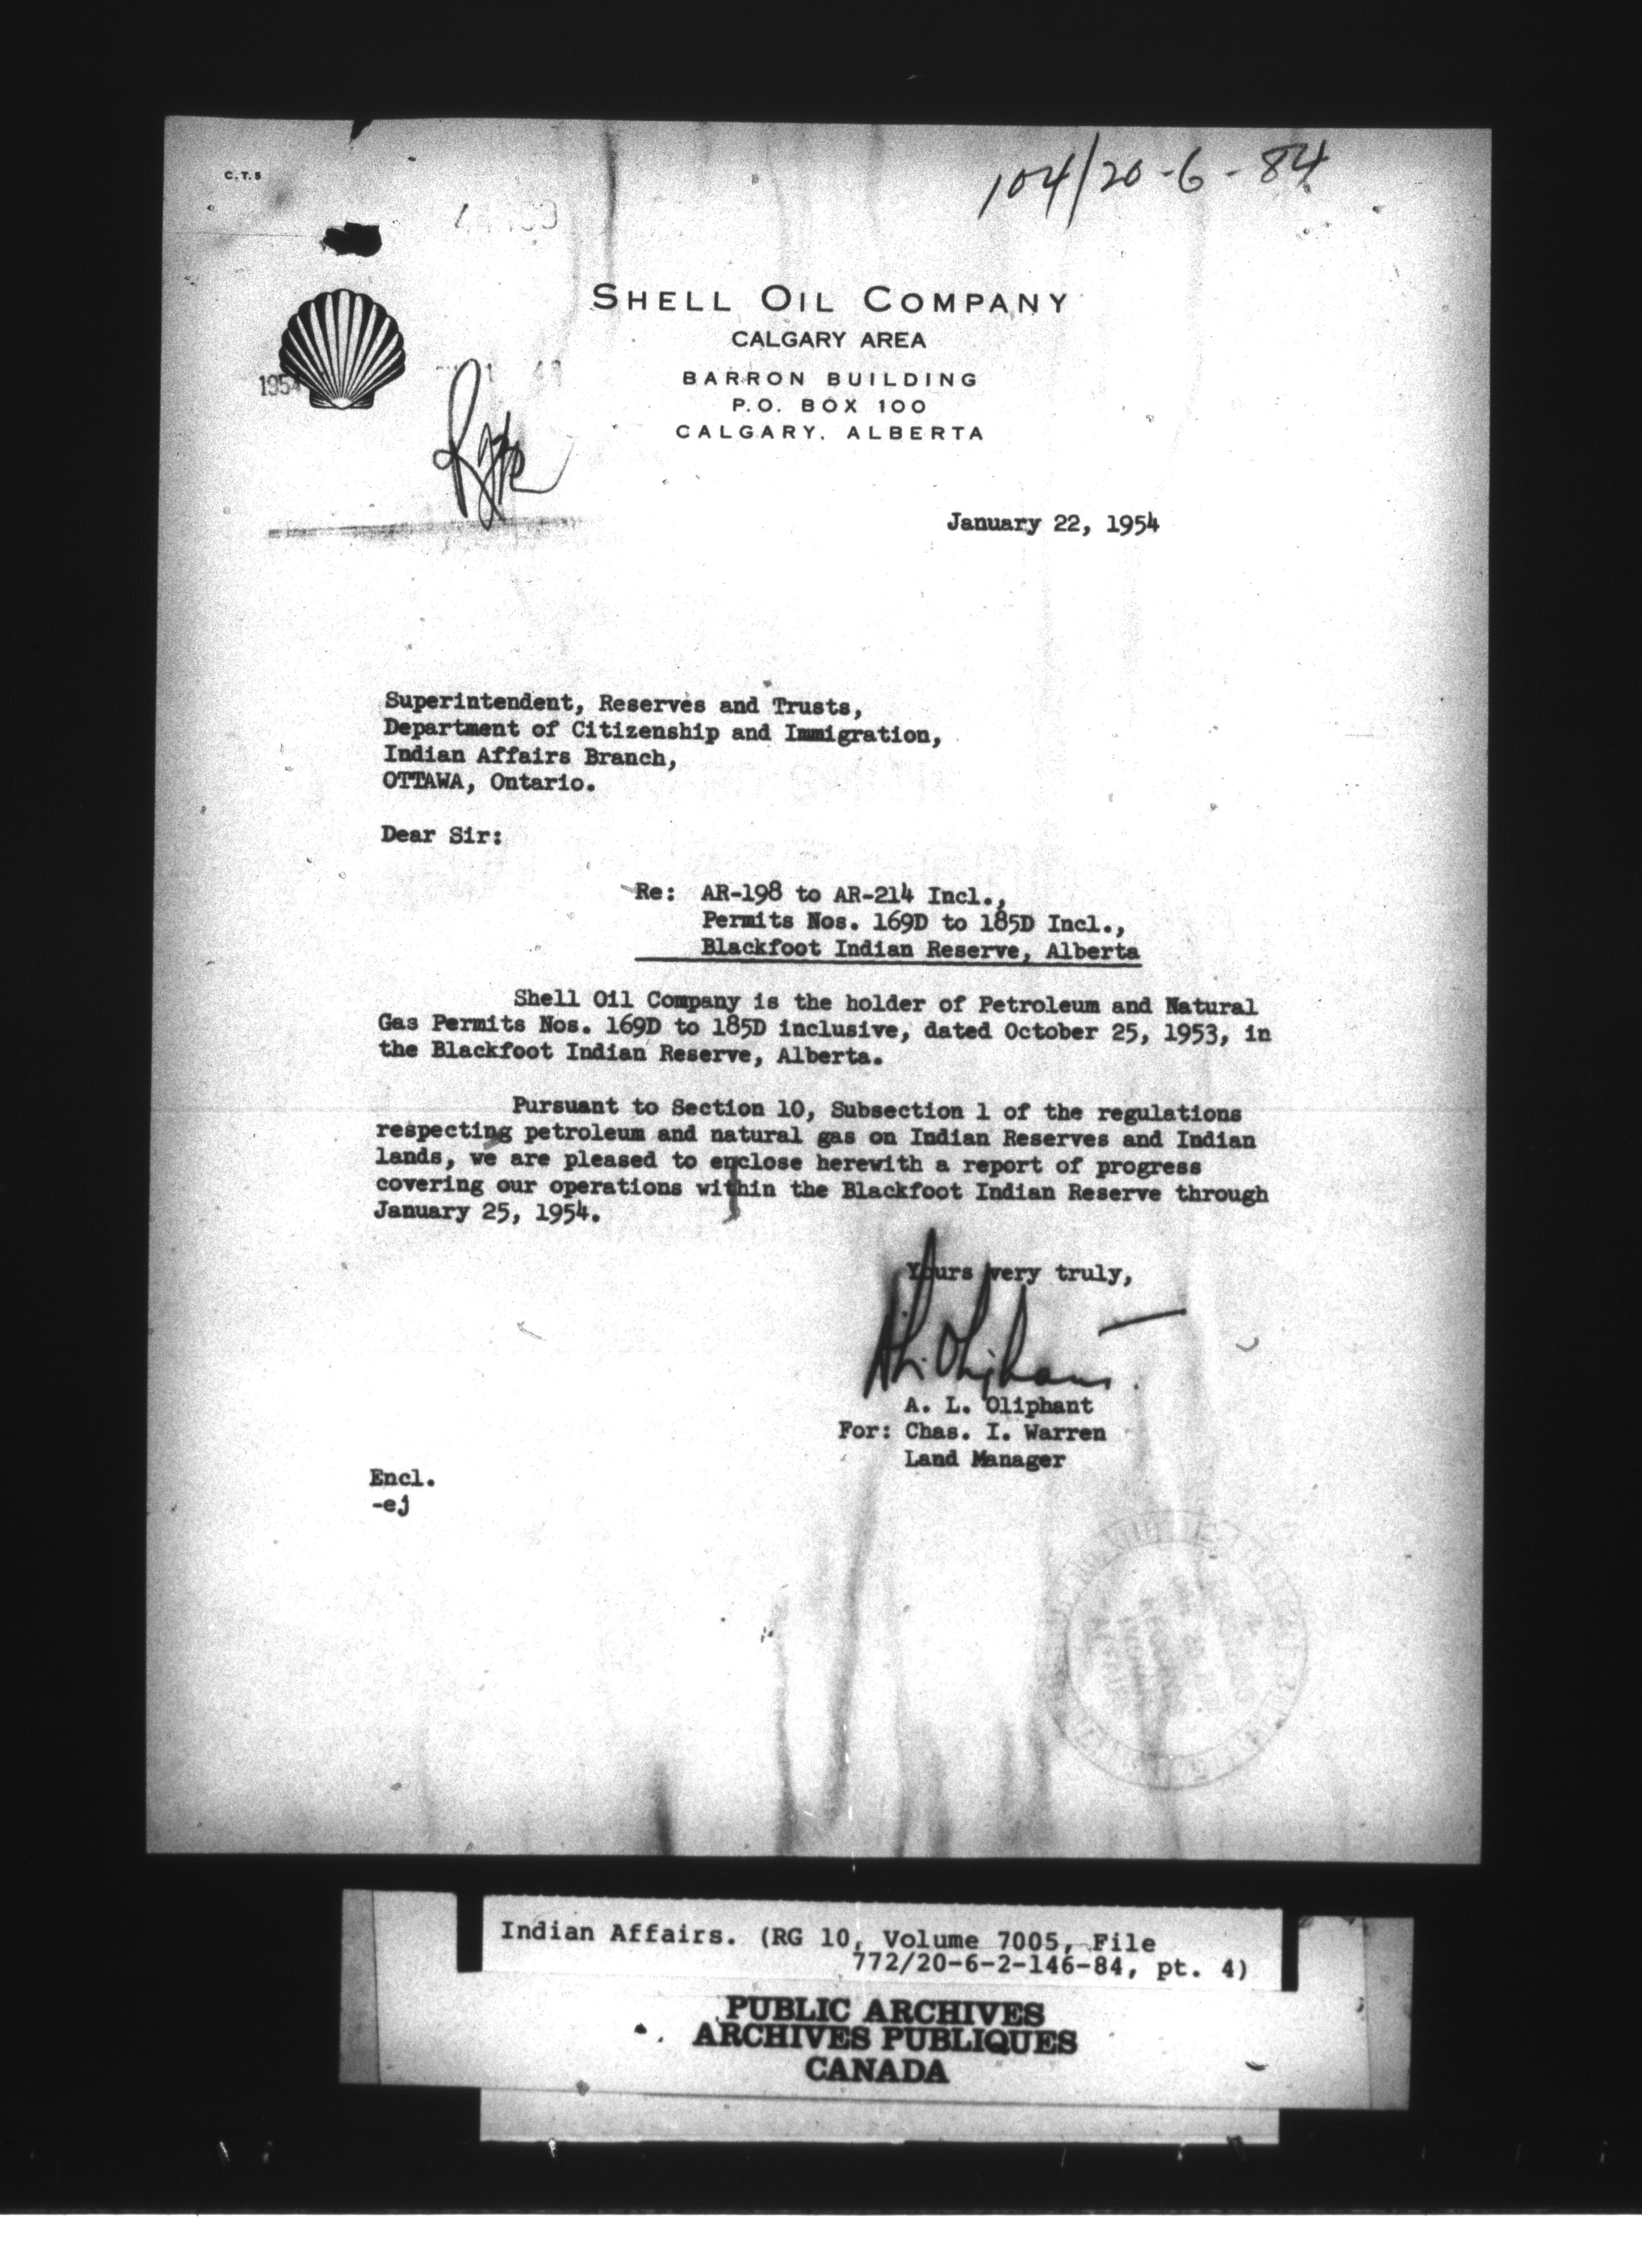 C.T.S
104/20-6-84
SHELL OIL COMPANY
CALGARY AREA
BARRON BUILDING
P.O. BOX 100
CALGARY, ALBERTA
1954
January 22, 1954
Superintendent, Reserves and Trusts,
Department of Citizenship and Immigration,
Indian Affairs Branch,
OTTAWA, Ontario.
Dear Sir:
Re: AR-198 to AR-214 Incl.,
Permits Nos. 169D to 185D Incl.,
Blackfoot Indian Reserve, Alberta
Shell Oil Company is the holder of Petroleum and Natural
Gas Permits Nos. 169D to 185D inclusive, dated October 25, 1953, in
the Blackfoot Indian Reserve, Alberta.
Pursuant to Section 10, Subsection 1 of the regulations
respecting petroleum and natural gas on Indian Reserves and Indian
lands, we are pleased to enclose herewith a report of progress
covering our operations within the Blackfoot Indian Reserve through
January 25, 1954.
Yours very truly,
A. L. Oliphant
A. L. Oliphant
For: Chas. I. Warren
Land Manager
Encl.
-ej
Indian Affairs. (RG 10, Volume 7005, File
772/20-6-2-146-84, pt. 4)
PUBLIC ARCHIVES
ARCHIVES PUBLIQUES
CANADA